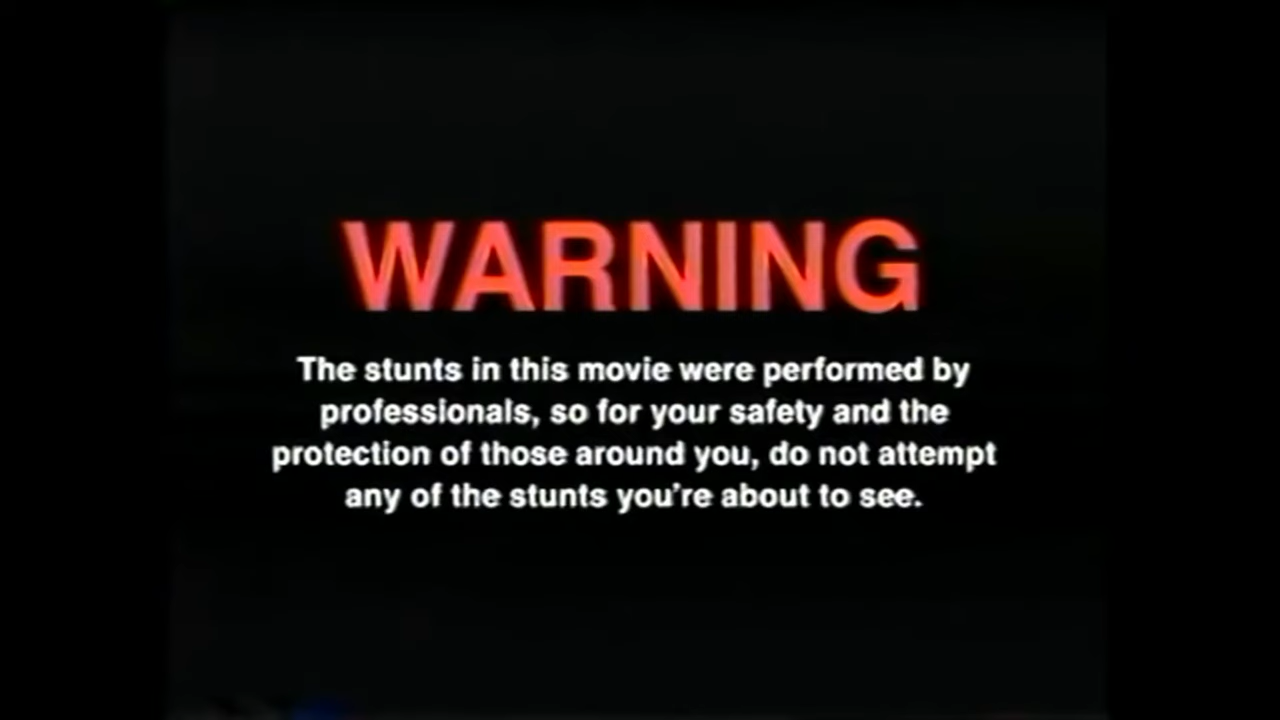 WARNING
The stunts in this movie were performed by
professionals, so for your safety and the
protection of those around you, do not attempt
any of the stunts you're about to see.